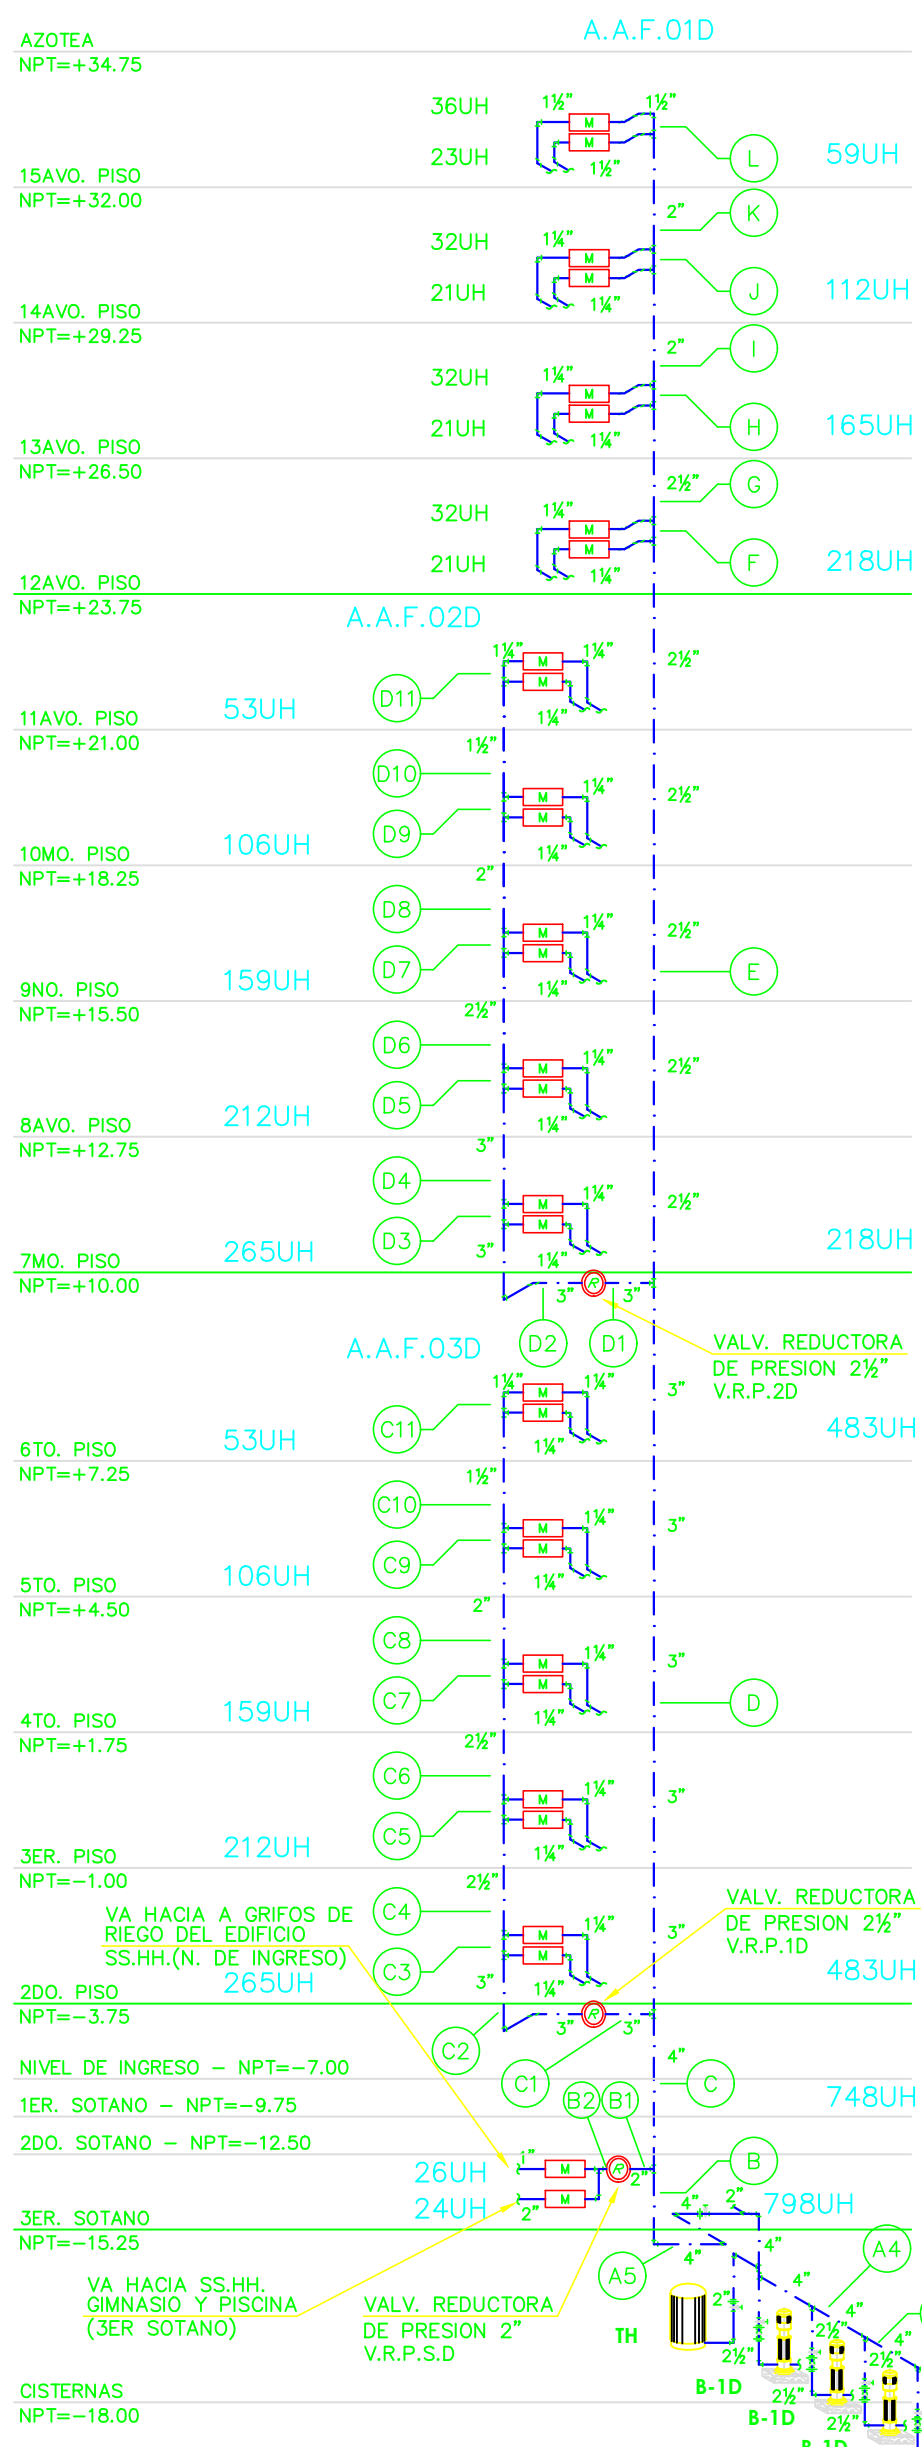 A.A.F.01D
AZOTEA
NPT=+34.75
36UH
1½"
1½"
M
M
L
23UH
1½"
59UH
15AVO. PISO
NPT=+32.00
2"
K
32UH
1¼"
M
M
J
21UH
1¼"
112UH
14AVO. PISO
NPT=+29.25
2"
I
32UH
1¼"
M
M
H
21UH
1¼"
165UH
13AVO. PISO
NPT=+26.50
2½"
G
32UH
1¼"
M
M
F
21UH
1¼"
218UH
12AVO. PISO
NPT=+23.75
A.A.F.02D
1¼"
1¼"
2½"
M
M
D11
53UH
1¼"
11AVO. PISO
NPT=+21.00
1½"
D10
1¼"
2½"
M
M
D9
106UH
1¼"
10MO. PISO
NPT=+18.25
2"
D8
1¼"
2½"
M
M
D7
E
159UH
1¼"
9NO. PISO
NPT=+15.50
2½"
D6
1¼"
2½"
M
M
D5
212UH
1¼"
8AVO. PISO
NPT=+12.75
3"
D4
1¼"
2½"
M
M
D3
265UH
3"
1¼"
218UH
7MO. PISO
NPT=+10.00
R
3"
3"
D2
D1
VALV. REDUCTORA
DE PRESION 2½"
V.R.P.2D
A.A.F.03D
1¼"
1¼"
3"
M
M
C11
53UH
1¼"
483UH
6TO. PISO
NPT=+7.25
1½"
C10
1¼"
3"
M
M
C9
106UH
1¼"
5TO. PISO
NPT=+4.50
2"
C8
1¼"
3"
M
M
C7
D
159UH
1¼"
4TO. PISO
NPT=+1.75
2½"
C6
1¼"
3"
M
M
C5
212UH
1¼"
3ER. PISO
NPT=−1.00
2½"
C4
VA HACIA A GRIFOS DE
RIEGO DEL EDIFICIO
SS.HH.(N. DE INGRESO)
VALV. REDUCTORA
DE PRESION 2½"
V.R.P.1D
1¼"
3"
M
M
C3
265UH
3"
1¼"
483UH
2DO. PISO
NPT=−3.75
R
3"
3"
C2
C1
4"
NIVEL DE INGRESO − NPT=−7.00
C
748UH
1ER. SOTANO − NPT=−9.75
B2
B1
2DO. SOTANO − NPT=−12.50
1"
26UH
M
R
2"
B
24UH
2"
M
4"
2"
798UH
3ER. SOTANO
NPT=−15.25
4"
4"
A4
A5
4"
VA HACIA SS.HH.
GIMNASIO Y PISCINA
(3ER SOTANO)
VALV. REDUCTORA
DE PRESION 2"
V.R.P.S.D
TH
2"
4"
2½"
2½"
2½"
B-1D
2½"
B-1D
2½"
B-1D
CISTERNAS
NPT=−18.00